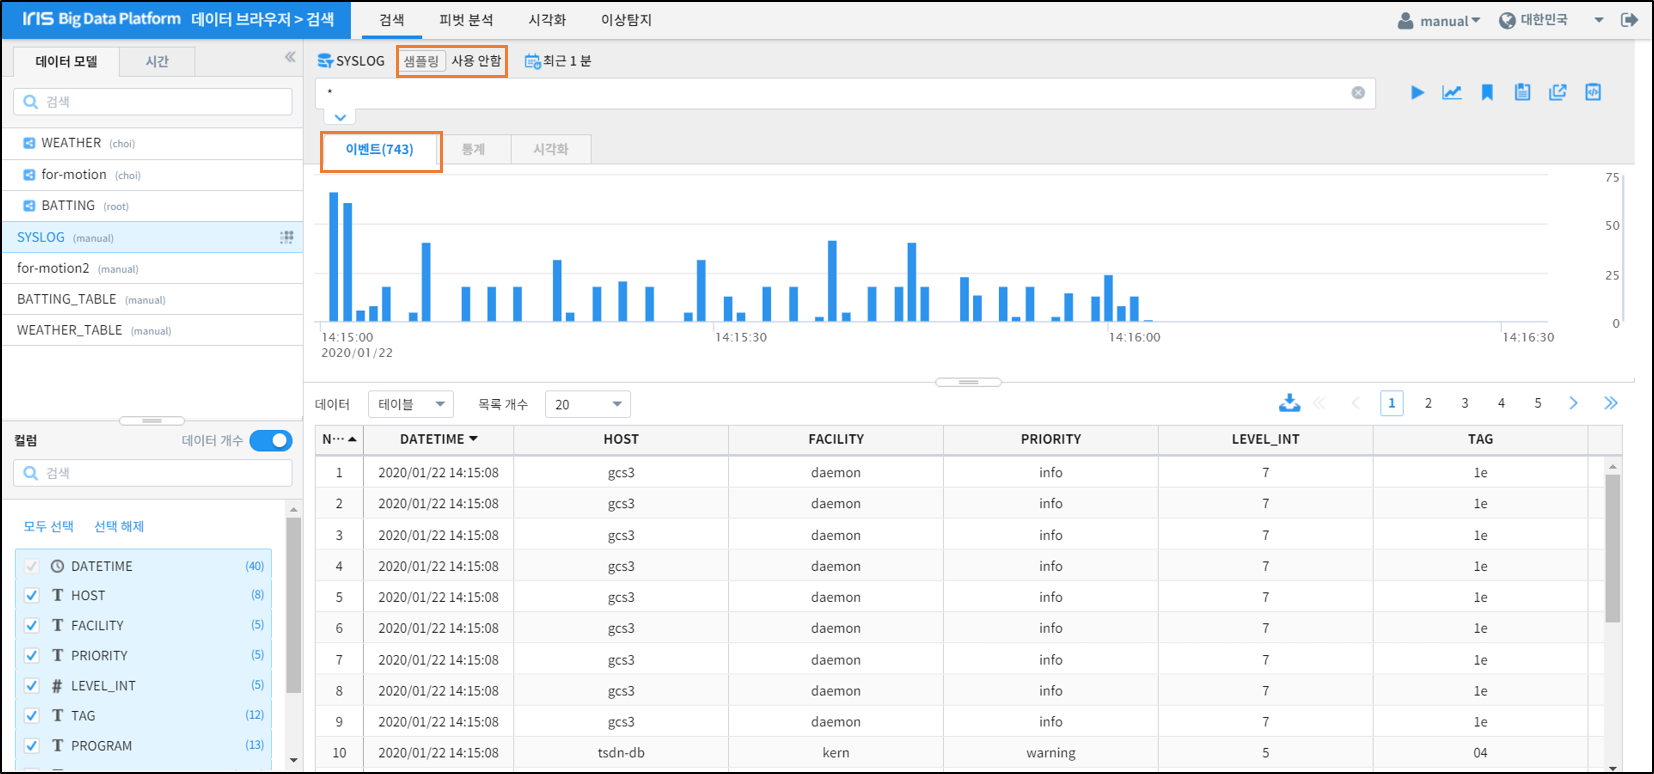 IRIS Big Data Platform 데이터 브라우저 > 검색
검색 피벗 분석 시각화 이상탐지
manual 대한민국
데이터 모델 시간
검색
WEATHER (choi)
for-motion (choi)
BATTING (root)
SYSLOG (manual)
for-motion2 (manual)
BATTING_TABLE (manual)
WEATHER_TABLE (manual)
컬럼 데이터 개수
검색
모두 선택 선택 해제
DATETIME (40)
HOST (8)
FACILITY (5)
PRIORITY (5)
# LEVEL_INT (5)
TAG (12)
PROGRAM (13)
SYSLOG 샘플링 사용 안함 최근 1 분
*
이벤트(743) 통계 시각화
75
50
25
0
14:15:00 14:15:30 14:16:00 14:16:30
2020/01/22
데이터 테이블 목록 개수 20 1 2 3 4 5
N... DATETIME HOST FACILITY PRIORITY LEVEL_INT TAG
1 2020/01/22 14:15:08 gcs3 daemon info 7 1e
2 2020/01/22 14:15:08 gcs3 daemon info 7 1e
3 2020/01/22 14:15:08 gcs3 daemon info 7 1e
4 2020/01/22 14:15:08 gcs3 daemon info 7 1e
5 2020/01/22 14:15:08 gcs3 daemon info 7 1e
6 2020/01/22 14:15:08 gcs3 daemon info 7 1e
7 2020/01/22 14:15:08 gcs3 daemon info 7 1e
8 2020/01/22 14:15:08 gcs3 daemon info 7 1e
9 2020/01/22 14:15:08 gcs3 daemon info 7 1e
10 2020/01/22 14:15:08 tsdn-db kern warning 5 04